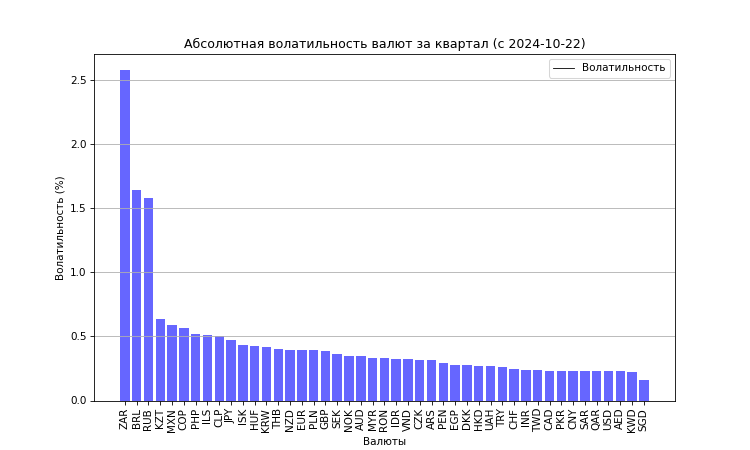 Абсолютная волатильность валют за квартал (с 2024-10-22)
Волатильность
Волатильность (%)
2.5
2.0
1.5
1.0
0.5
0.0
ZAR BRL RUB KZT MXN COP PHP ILS CLP JPY ISK HUF KRW THB NZD EUR PLN GBP SEK NOK AUD MYR RON IDR VND CZK ARS PEN EGP DKK HKD UAH TRY CHF INR TWD CAD PKR CNY SAR QAR USD AED KWD SGD
Валюты